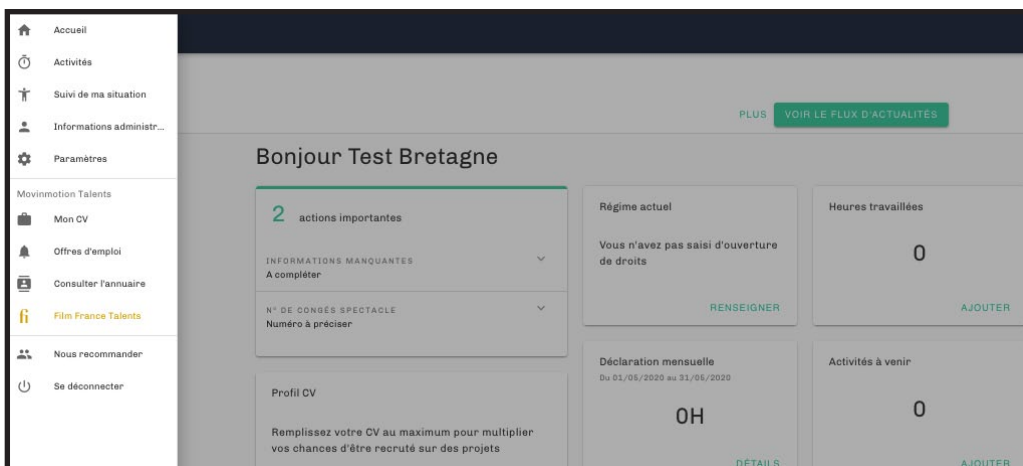 Accueil
Activités
Suivi de ma situation
Informations administr...
Paramètres
Movinmotion Talents
Mon CV
Offres d'emploi
Consulter l'annuaire
Film France Talents
Nous recommander
Se déconnecter
PLUS
VOIR LE FLUX D'ACTUALITÉS
Bonjour Test Bretagne
2 actions importantes
INFORMATIONS MANQUANTES
A compléter
N° DE CONGÉS SPECTACLE
Numéro à préciser
Régime actuel
Vous n'avez pas saisi d'ouverture
de droits
RENSEIGNER
Heures travaillées
0
AJOUTER
Profil CV
Remplissez votre CV au maximum pour multiplier
vos chances d'être recruté sur des projets
Déclaration mensuelle
Du 01/05/2020 au 31/05/2020
0H
DÉTAILS
Activités à venir
0
AJOUTER